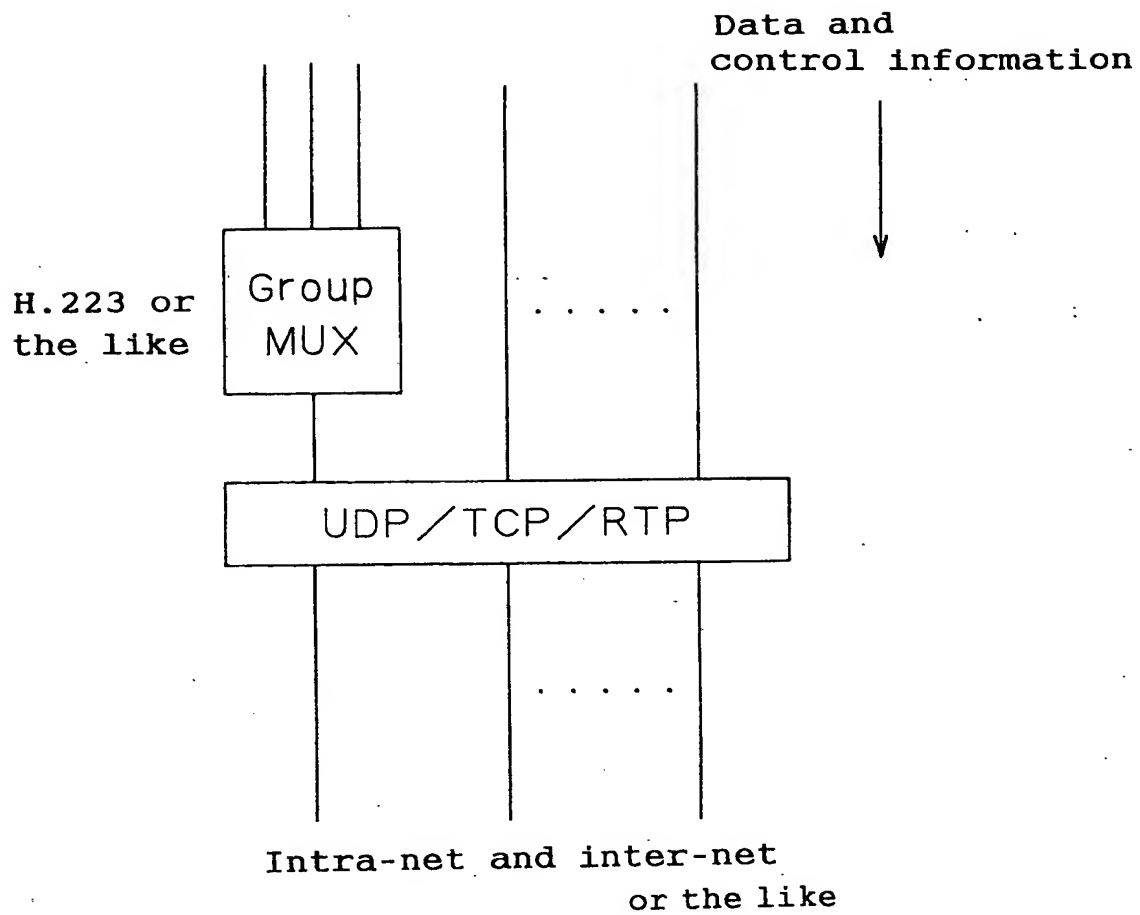 Data and
control information
Group
MUX
H.223 or
the like
.....
UDP/TCP/RTP
.....
Intra-net and inter-net
or the like